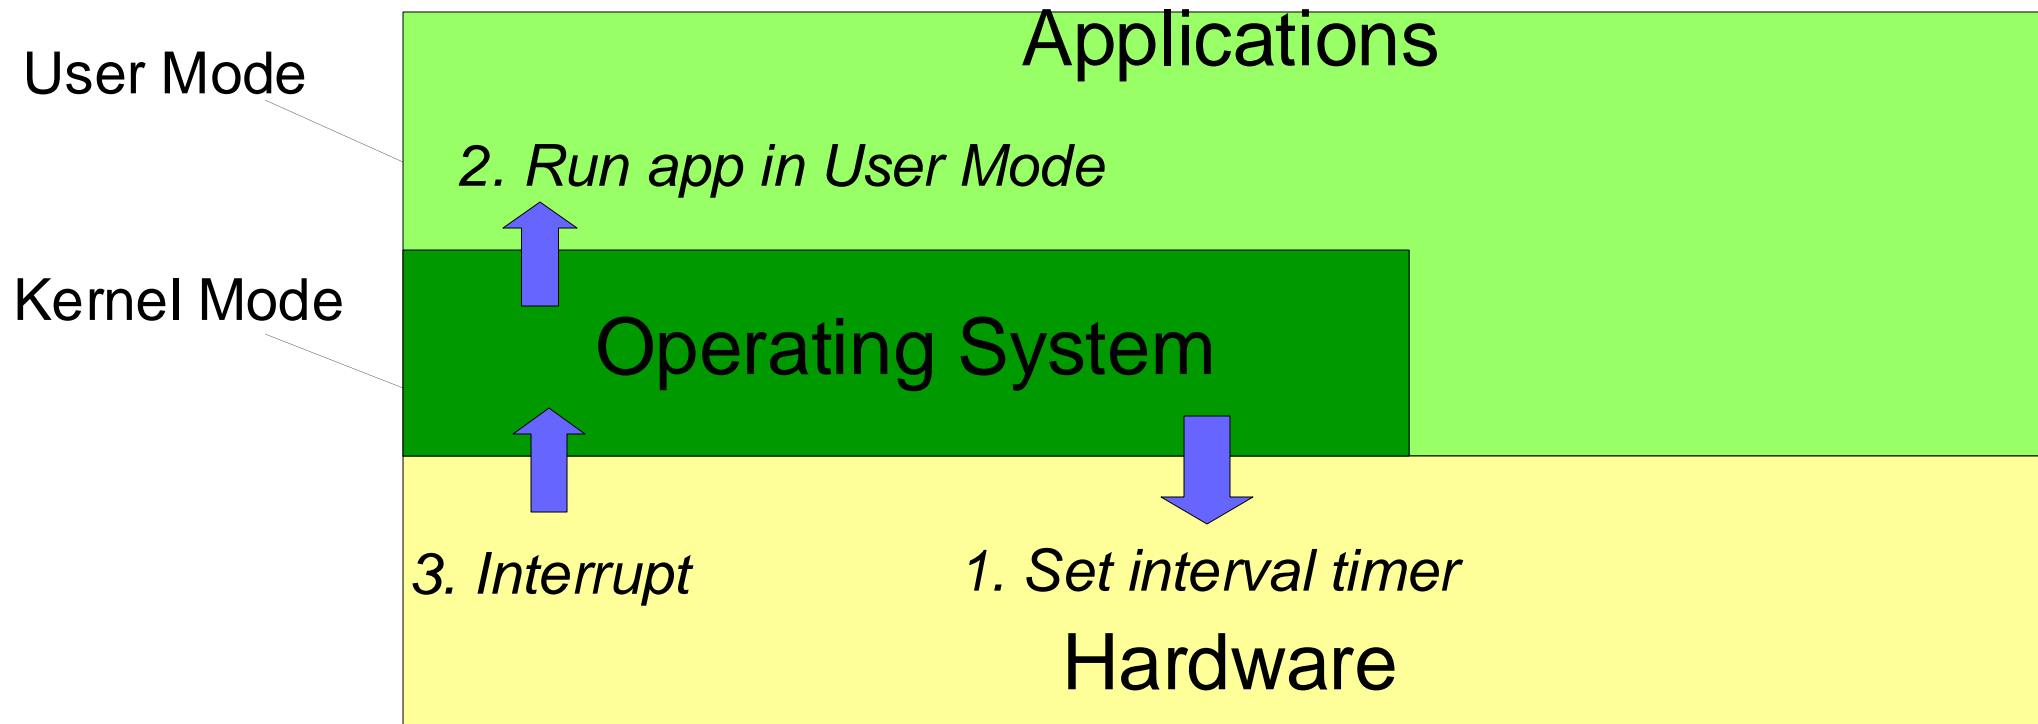 Applications
User Mode
2. Run app in User Mode
Kernel Mode
Operating System
3. Interrupt
1. Set interval timer
Hardware